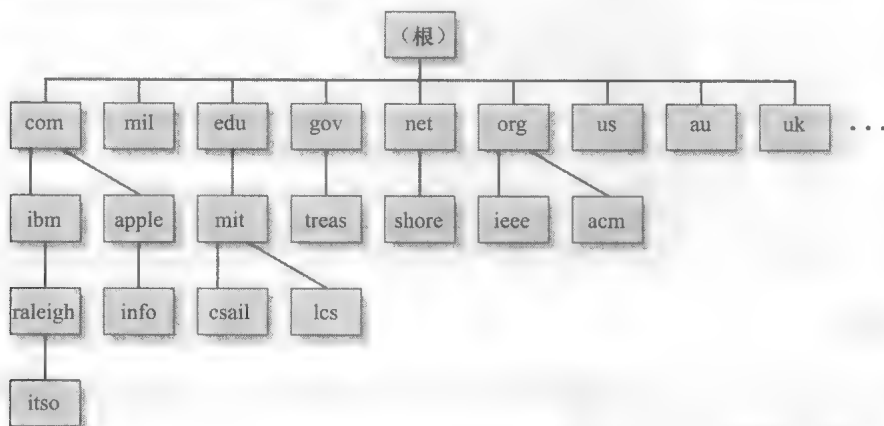 （根）
com mil edu gov net org us au uk ···
ibm apple mit treas shore ieee acm
raleigh info csail lcs
itso